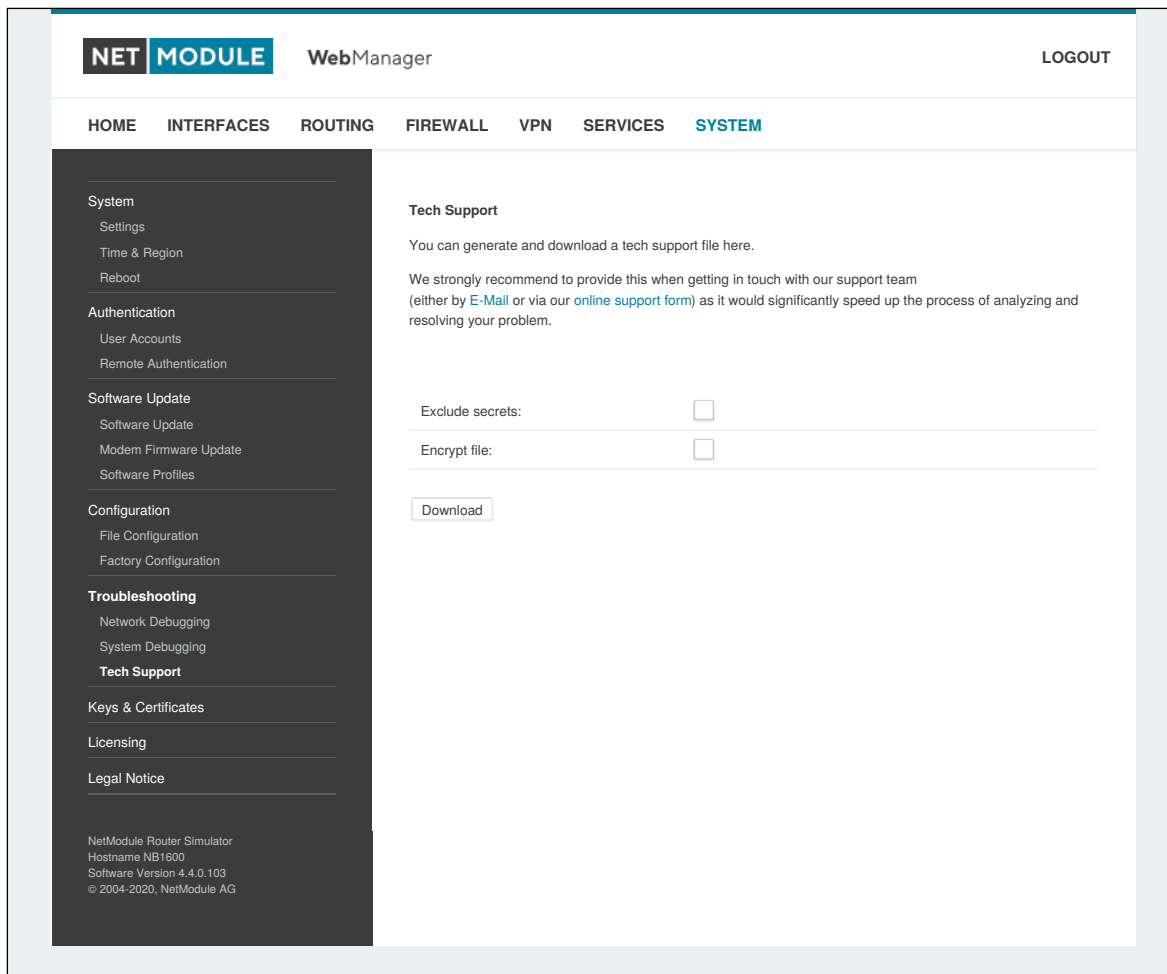 NET MODULE WebManager LOGOUT
HOME INTERFACES ROUTING FIREWALL VPN SERVICES SYSTEM
System
Settings
Time & Region
Reboot
Authentication
User Accounts
Remote Authentication
Software Update
Software Update
Modem Firmware Update
Software Profiles
Configuration
File Configuration
Factory Configuration
Troubleshooting
Network Debugging
System Debugging
Tech Support
Keys & Certificates
Licensing
Legal Notice
NetModule Router Simulator
Hostname NB1600
Software Version 4.4.0.103
© 2004-2020, NetModule AG
Tech Support
You can generate and download a tech support file here.
We strongly recommend to provide this when getting in touch with our support team
(either by E-Mail or via our online support form) as it would significantly speed up the process of analyzing and
resolving your problem.
Exclude secrets:
Encrypt file:
Download